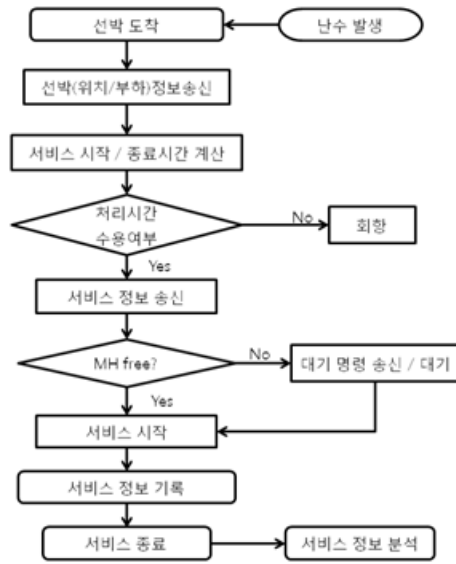 선박 도착
난수 발생
선박(위치/부하)정보송신
서비스 시작 / 종료시간 계산
처리시간
수용여부
No
회항
Yes
서비스 정보 송신
MH free?
No
대기 명령 송신 / 대기
Yes
서비스 시작
서비스 정보 기록
서비스 종료
서비스 정보 분석